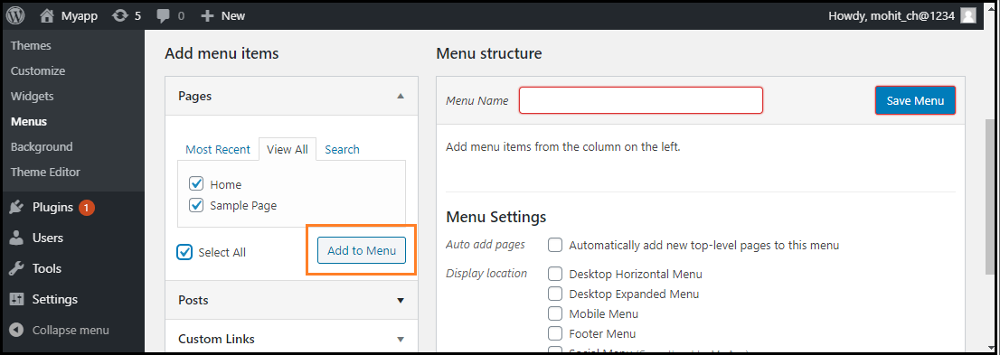 Myapp 5 0 New Howdy, mohit_ch@1234
Themes
Customize
Widgets
Menus
Background
Theme Editor
Plugins 1
Users
Tools
Settings
Collapse menu
Add menu items
Pages
Most Recent View All Search
Home
Sample Page
Select All Add to Menu
Posts
Custom Links
Menu structure
Menu Name Save Menu
Add menu items from the column on the left.
Menu Settings
Auto add pages Automatically add new top-level pages to this menu
Display location Desktop Horizontal Menu
Desktop Expanded Menu
Mobile Menu
Footer Menu
Social Menu